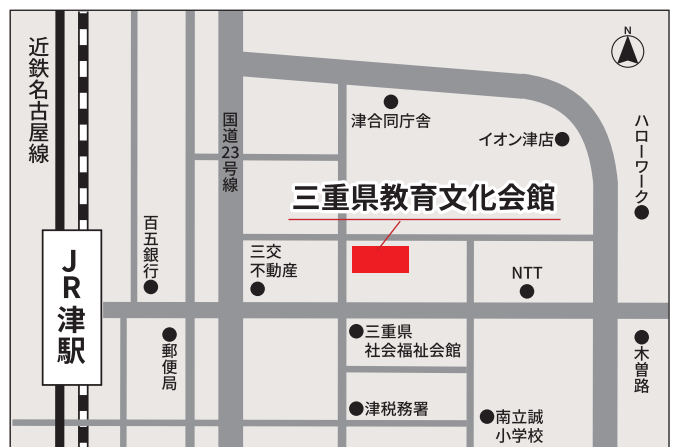 近鉄名古屋線
国道23号線
N
津合同庁舎
イオン津店
ハローワーク
三重県教育文化会館
百五銀行
三交
不動産
NTT
JR津駅
郵便局
三重県
社会福祉会館
木曽路
津税務署
南立誠
小学校